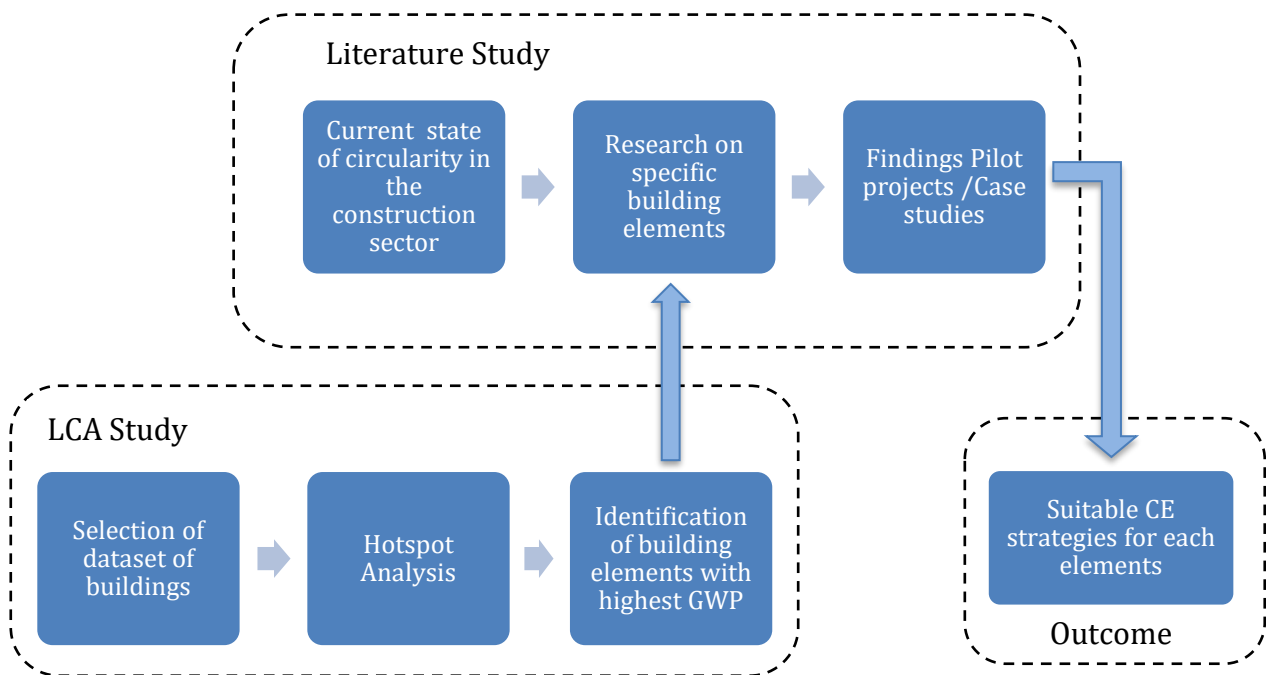 Literature Study
Current state
of circularity in
the
construction
sector
Research on
specific
building
elements
Findings Pilot
projects /Case
studies
LCA Study
Selection of
dataset of
buildings
Hotspot
Analysis
Identification
of building
elements with
highest GWP
Suitable CE
strategies for each
elements
Outcome